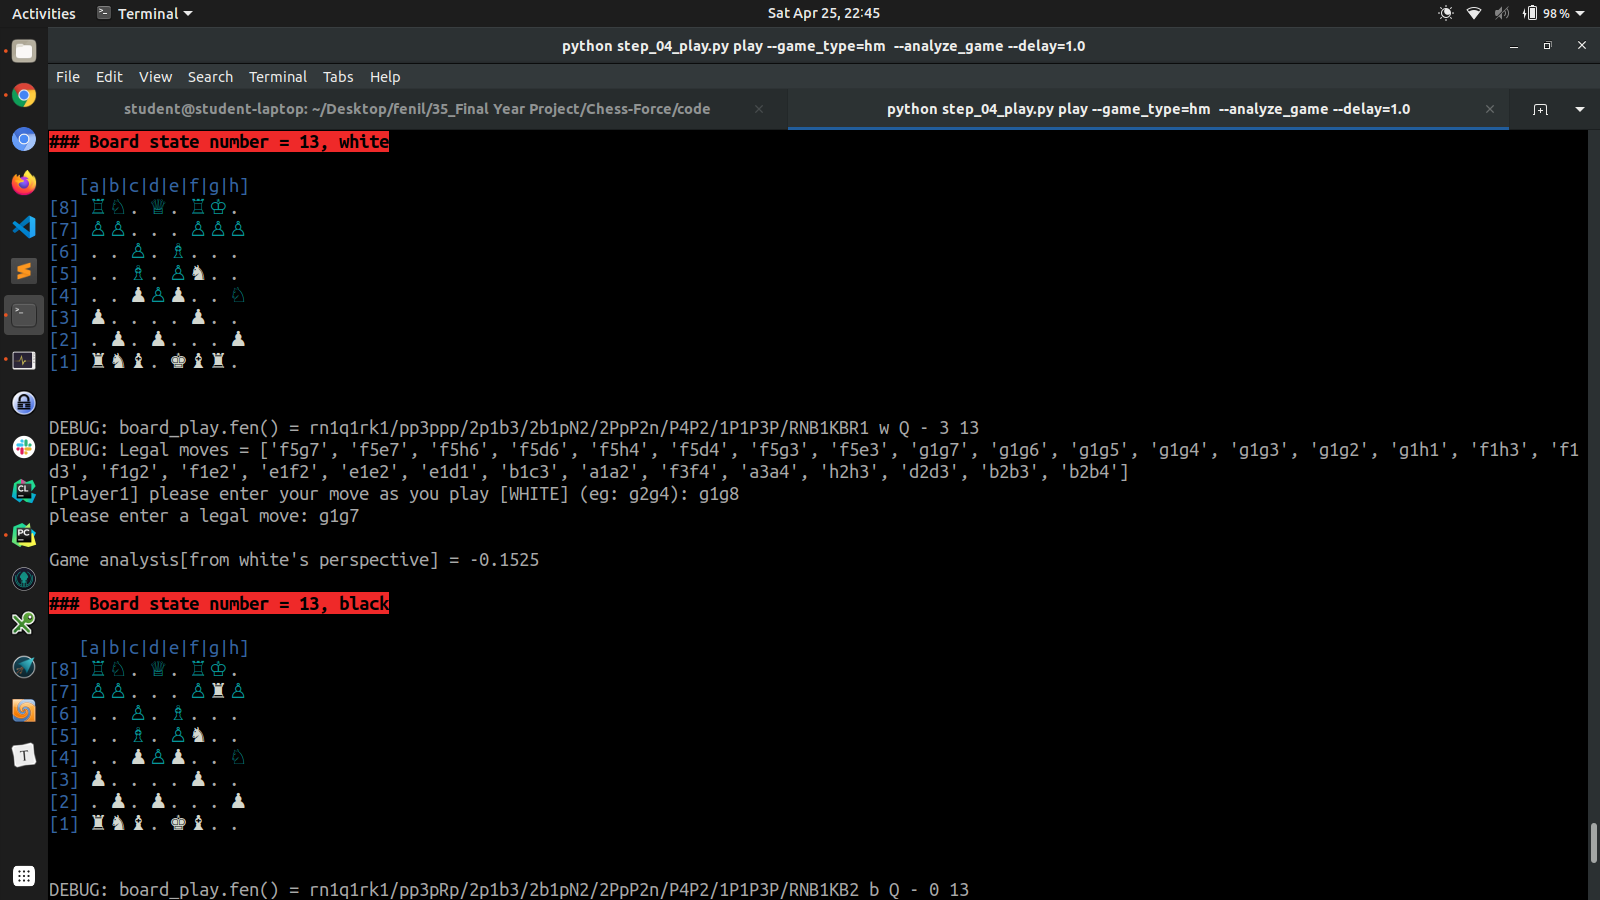 Activities Terminal Sat Apr 25, 22:45 98%
python step_04_play.py play --game_type=hm --analyze_game --delay=1.0
File Edit View Search Terminal Tabs Help
student@student-laptop: ~/Desktop/fenil/35_Final Year Project/Chess-Force/code python step_04_play.py play --game_type=hm --analyze_game --delay=1.0
### Board state number = 13, white
[a|b|c|d|e|f|g|h]
[8] ♖♘. ♕. ♖♔.
[7] ♙♙. . . ♙♙♙
[6] . . ♙. ♗. . .
[5] . . ♗. ♙♞. .
[4] . . ♟♙♟. . ♘
[3] ♟. . . . ♟. .
[2] . ♟. ♟. . . ♟
[1] ♜♞♝. ♚♝♜.
DEBUG: board_play.fen() = rn1q1rk1/pp3ppp/2p1b3/2b1pN2/2PpP2n/P4P2/1P1P3P/RNB1KBR1 w Q - 3 13
DEBUG: Legal moves = ['f5g7', 'f5e7', 'f5h6', 'f5d6', 'f5h4', 'f5d4', 'f5g3', 'f5e3', 'g1g7', 'g1g6', 'g1g5', 'g1g4', 'g1g3', 'g1g2', 'g1h1', 'f1h3', 'f1
d3', 'f1g2', 'f1e2', 'e1f2', 'e1e2', 'e1d1', 'b1c3', 'a1a2', 'f3f4', 'a3a4', 'h2h3', 'd2d3', 'b2b3', 'b2b4']
[Player1] please enter your move as you play [WHITE] (eg: g2g4): g1g8
please enter a legal move: g1g7
Game analysis[from white's perspective] = -0.1525
### Board state number = 13, black
[a|b|c|d|e|f|g|h]
[8] ♖♘. ♕. ♖♔.
[7] ♙♙. . . ♙♜♙
[6] . . ♙. ♗. . .
[5] . . ♗. ♙♞. .
[4] . . ♟♙♟. . ♘
[3] ♟. . . . ♟. .
[2] . ♟. ♟. . . ♟
[1] ♜♞♝. ♚♝. .
DEBUG: board_play.fen() = rn1q1rk1/pp3pRp/2p1b3/2b1pN2/2PpP2n/P4P2/1P1P3P/RNB1KB2 b Q - 0 13